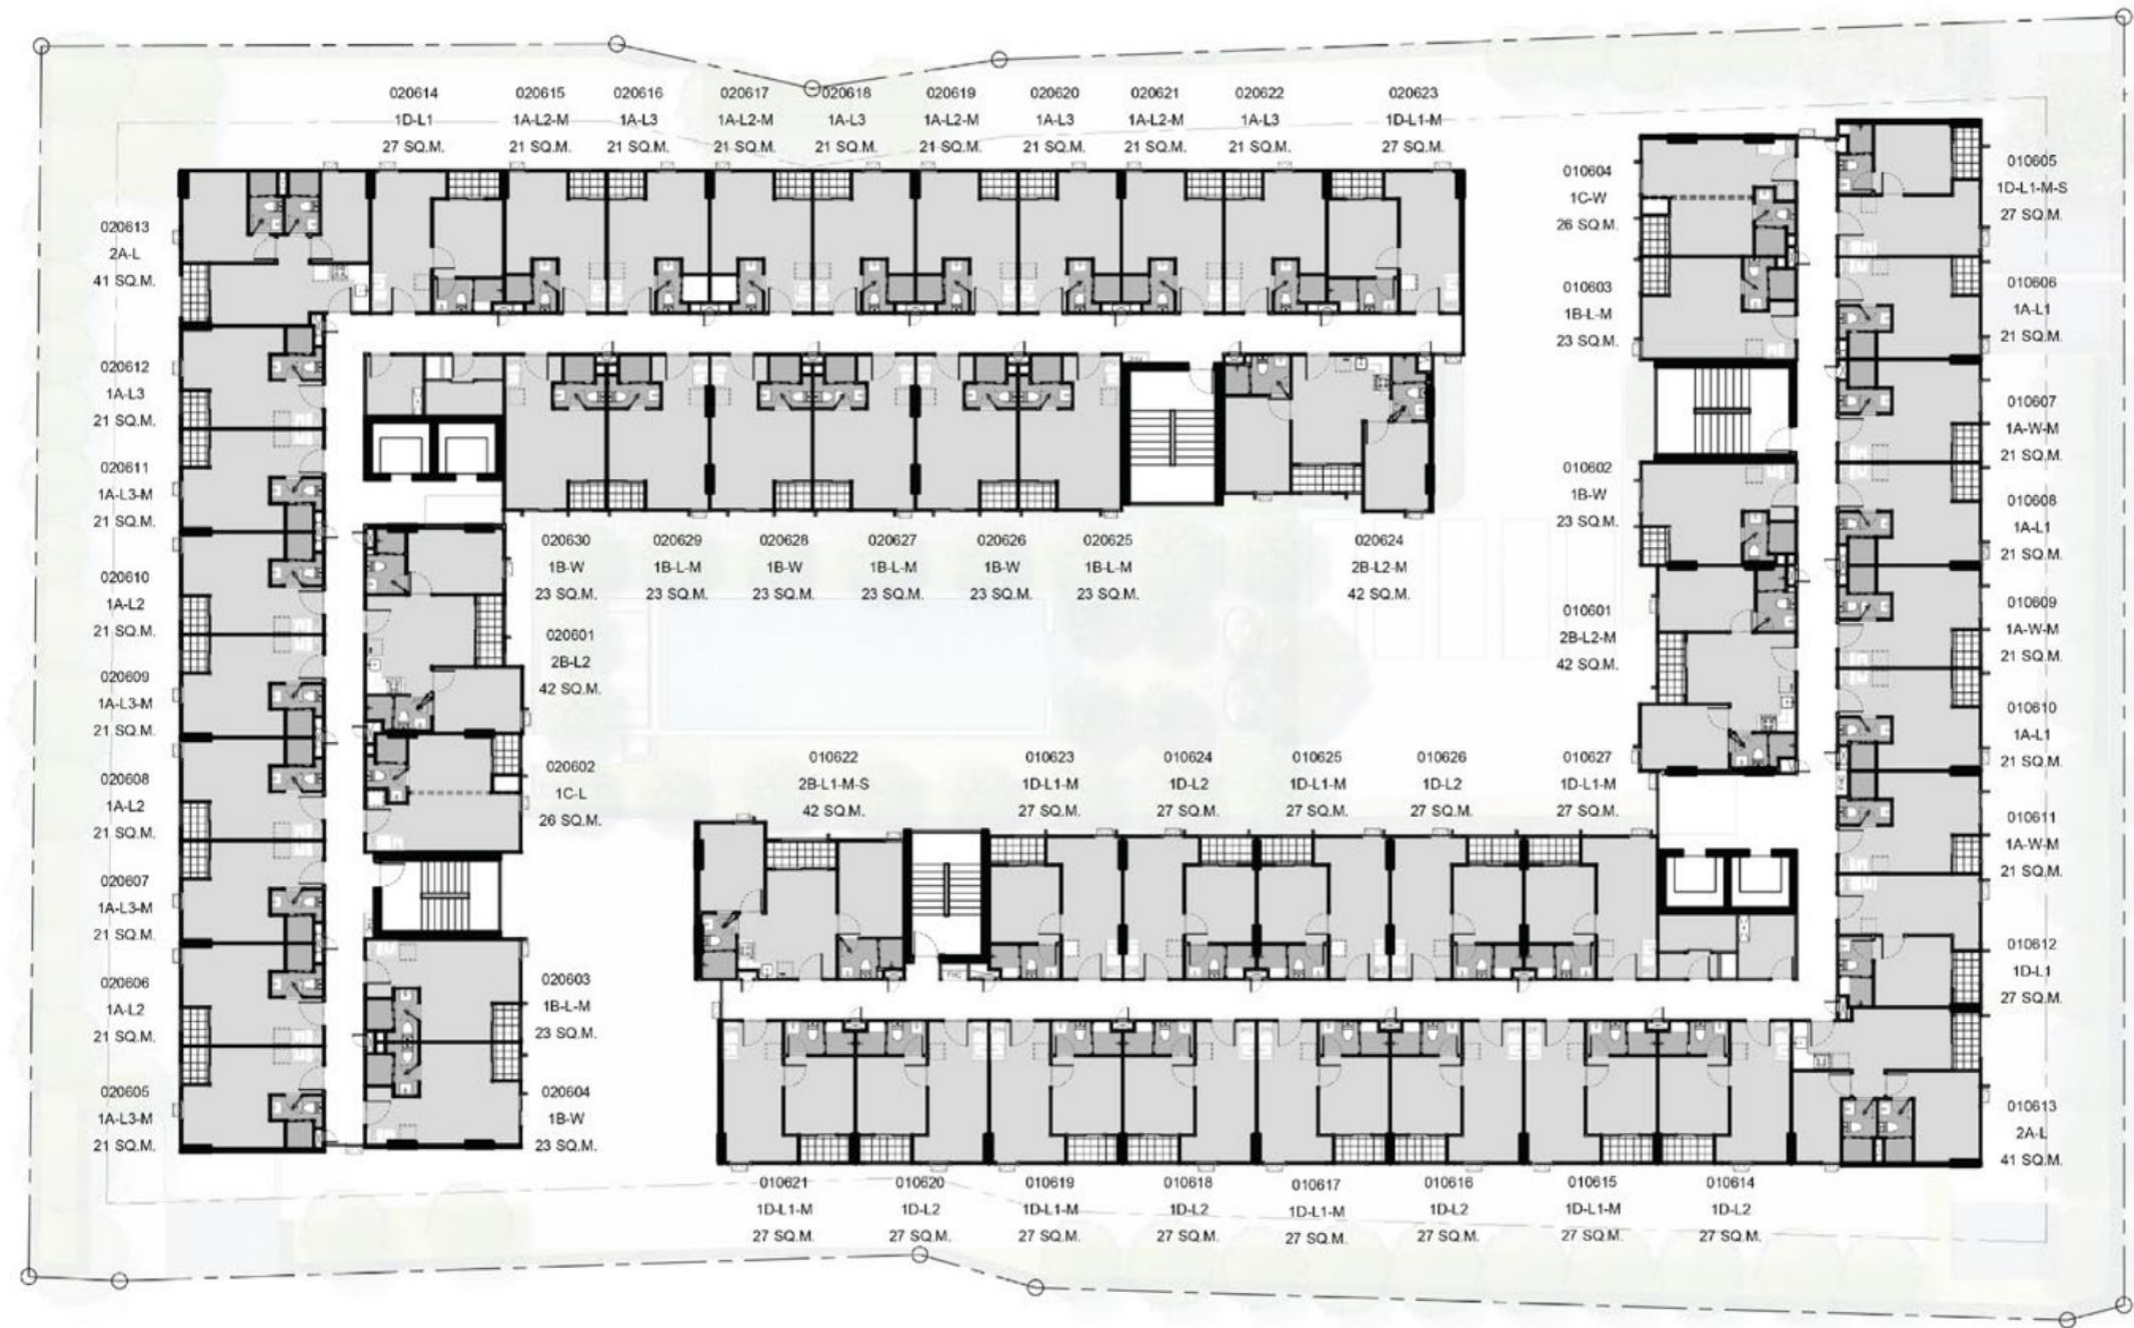 020614
1D-L1
27 SQ.M.
020615
1A-L2-M
21 SQ.M.
020616
1A-L3
21 SQ.M.
020617
1A-L2-M
21 SQ.M.
020618
1A-L3
21 SQ.M.
020619
1A-L2-M
21 SQ.M.
020620
1A-L3
21 SQ.M.
020621
1A-L2-M
21 SQ.M.
020622
1A-L3
21 SQ.M.
020623
1D-L1-M
27 SQ.M.
020613
2A-L
41 SQ.M.
020612
1A-L3
21 SQ.M.
020611
1A-L3-M
21 SQ.M.
020610
1A-L2
21 SQ.M.
020609
1A-L3-M
21 SQ.M.
020608
1A-L2
21 SQ.M.
020607
1A-L3-M
21 SQ.M.
020606
1A-L2
21 SQ.M.
020605
1A-L3-M
21 SQ.M.
020630
1B-W
23 SQ.M.
020629
1B-L-M
23 SQ.M.
020628
1B-W
23 SQ.M.
020627
1B-L-M
23 SQ.M.
020626
1B-W
23 SQ.M.
020625
1B-L-M
23 SQ.M.
020624
2B-L2-M
42 SQ.M.
020601
2B-L2
42 SQ.M.
020602
1C-L
26 SQ.M.
020603
1B-L-M
23 SQ.M.
020604
1B-W
23 SQ.M.
010604
1C-W
26 SQ.M.
010603
1B-L-M
23 SQ.M.
010602
1B-W
23 SQ.M.
010601
2B-L2-M
42 SQ.M.
010605
1D-L1-M-S
27 SQ.M.
010606
1A-L1
21 SQ.M.
010607
1A-W-M
21 SQ.M.
010608
1A-L1
21 SQ.M.
010609
1A-W-M
21 SQ.M.
010610
1A-L1
21 SQ.M.
010611
1A-W-M
21 SQ.M.
010612
1D-L1
27 SQ.M.
010613
2A-L
41 SQ.M.
010622
2B-L1-M-S
42 SQ.M.
010623
1D-L1-M
27 SQ.M.
010624
1D-L2
27 SQ.M.
010625
1D-L1-M
27 SQ.M.
010626
1D-L2
27 SQ.M.
010627
1D-L1-M
27 SQ.M.
FHC
010621
1D-L1-M
27 SQ.M.
010620
1D-L2
27 SQ.M.
010619
1D-L1-M
27 SQ.M.
010618
1D-L2
27 SQ.M.
010617
1D-L1-M
27 SQ.M.
010616
1D-L2
27 SQ.M.
010615
1D-L1-M
27 SQ.M.
010614
1D-L2
27 SQ.M.